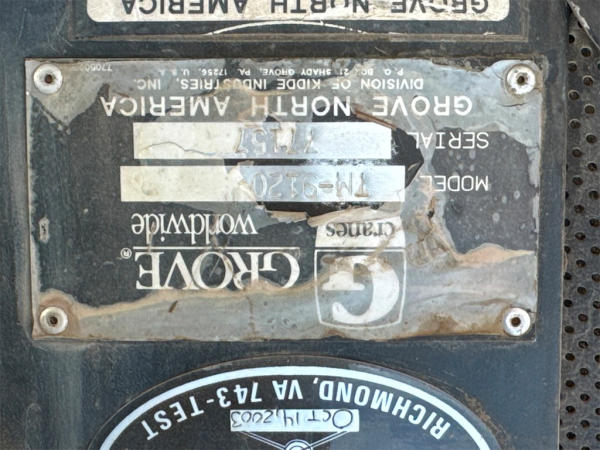 OCT 14, 2003
RICHMOND, VA 743-TEST
G GROVE®
cranes worldwide
MODEL TM-9120
SERIAL 77157
GROVE NORTH AMERICA
DIVISION OF KIDDE INDUSTRIES, INC.
P. O. BOX 21 SHADY GROVE, PA. 17256, U.S.A.
GROVE NORTH AMERICA